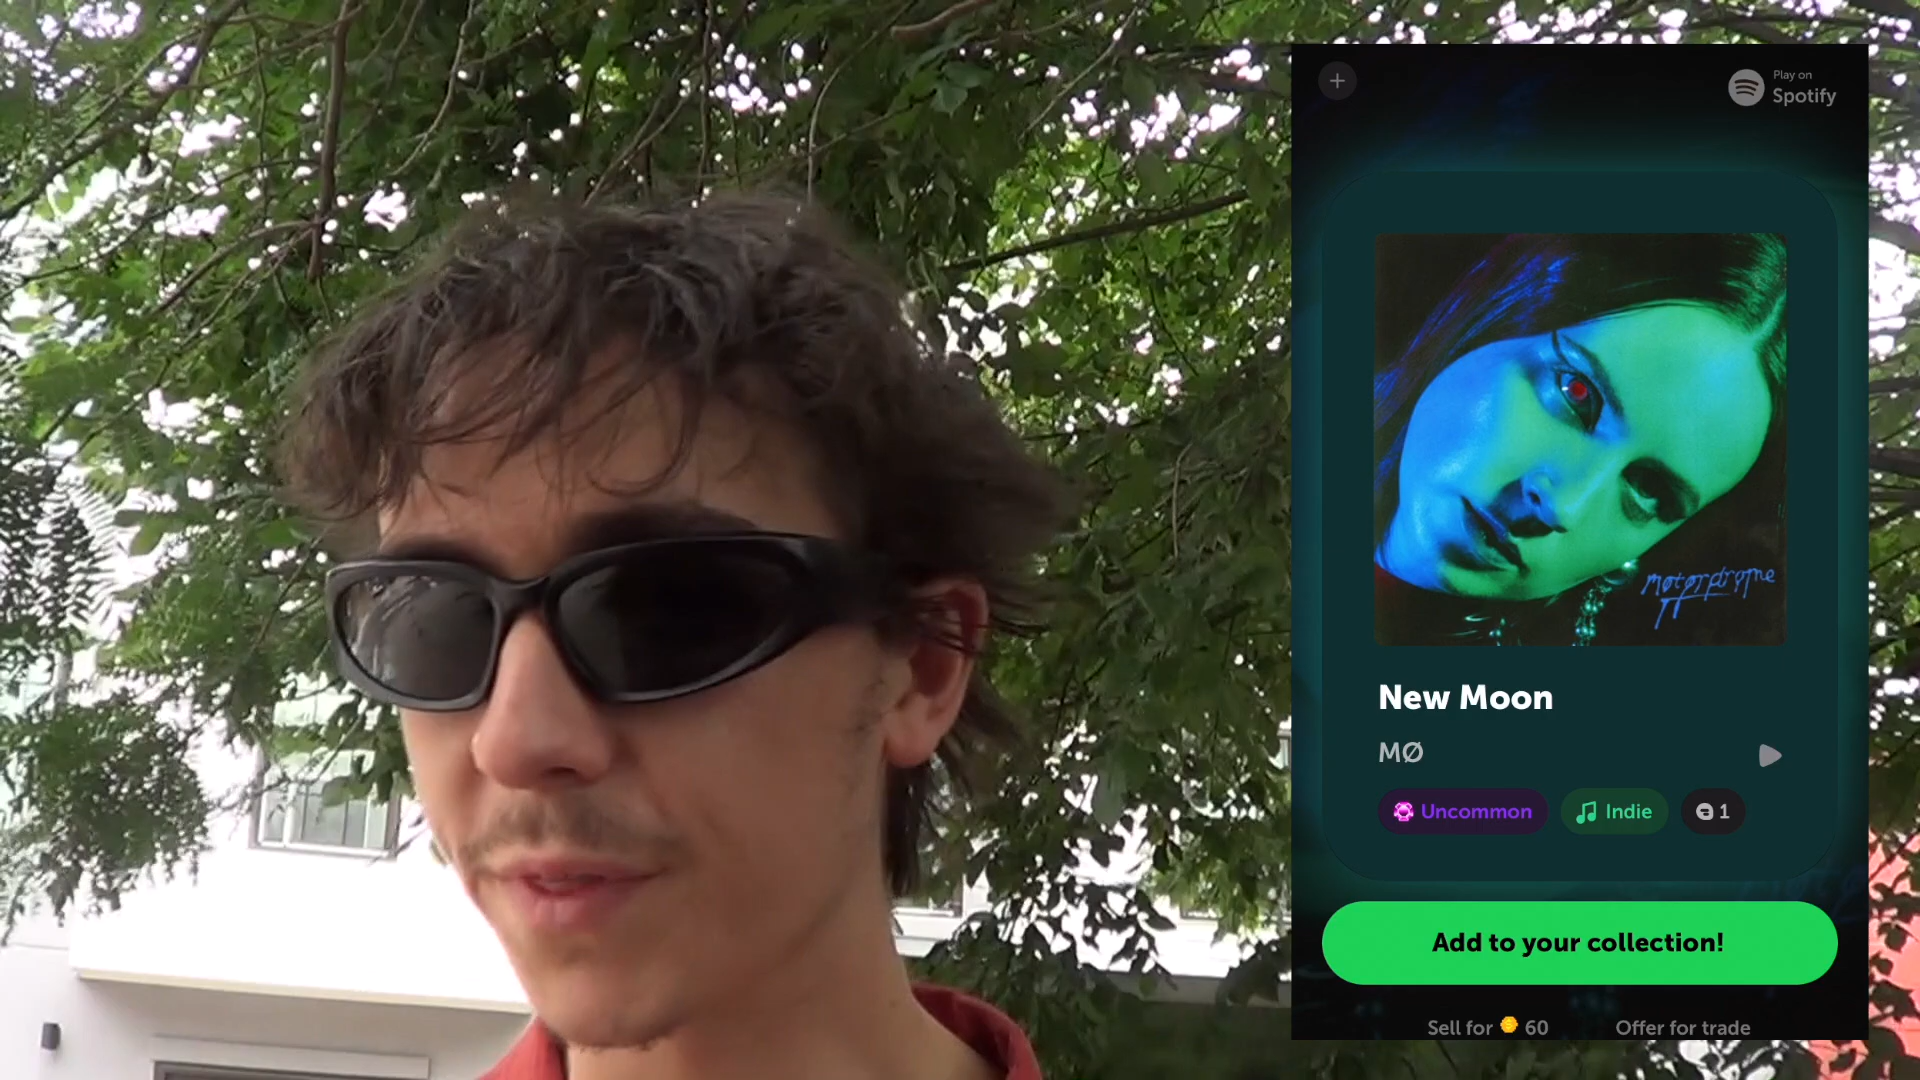 Play on
Spotify
Motordrome
New Moon
MØ
Uncommon
Indie
1
Add to your collection!
Sell for 60
Offer for trade